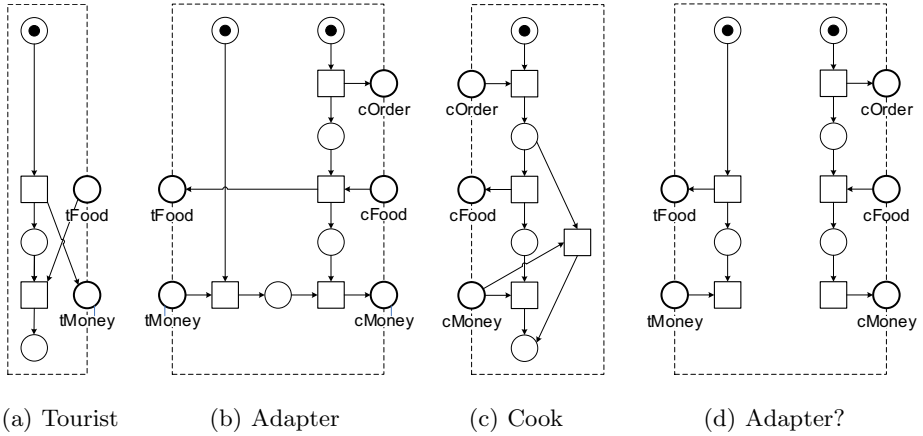 cOrder
cOrder
cOrder
tFood
tFood
cFood
cFood
tFood
cFood
tMoney
tMoney
cMoney
cMoney
tMoney
cMoney
(a) Tourist
(b) Adapter
(c) Cook
(d) Adapter?